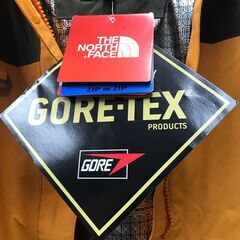 THE
NORTH
FACE
ZIP IN ZIP
GORE-TEX
PRODUCTS
GORE